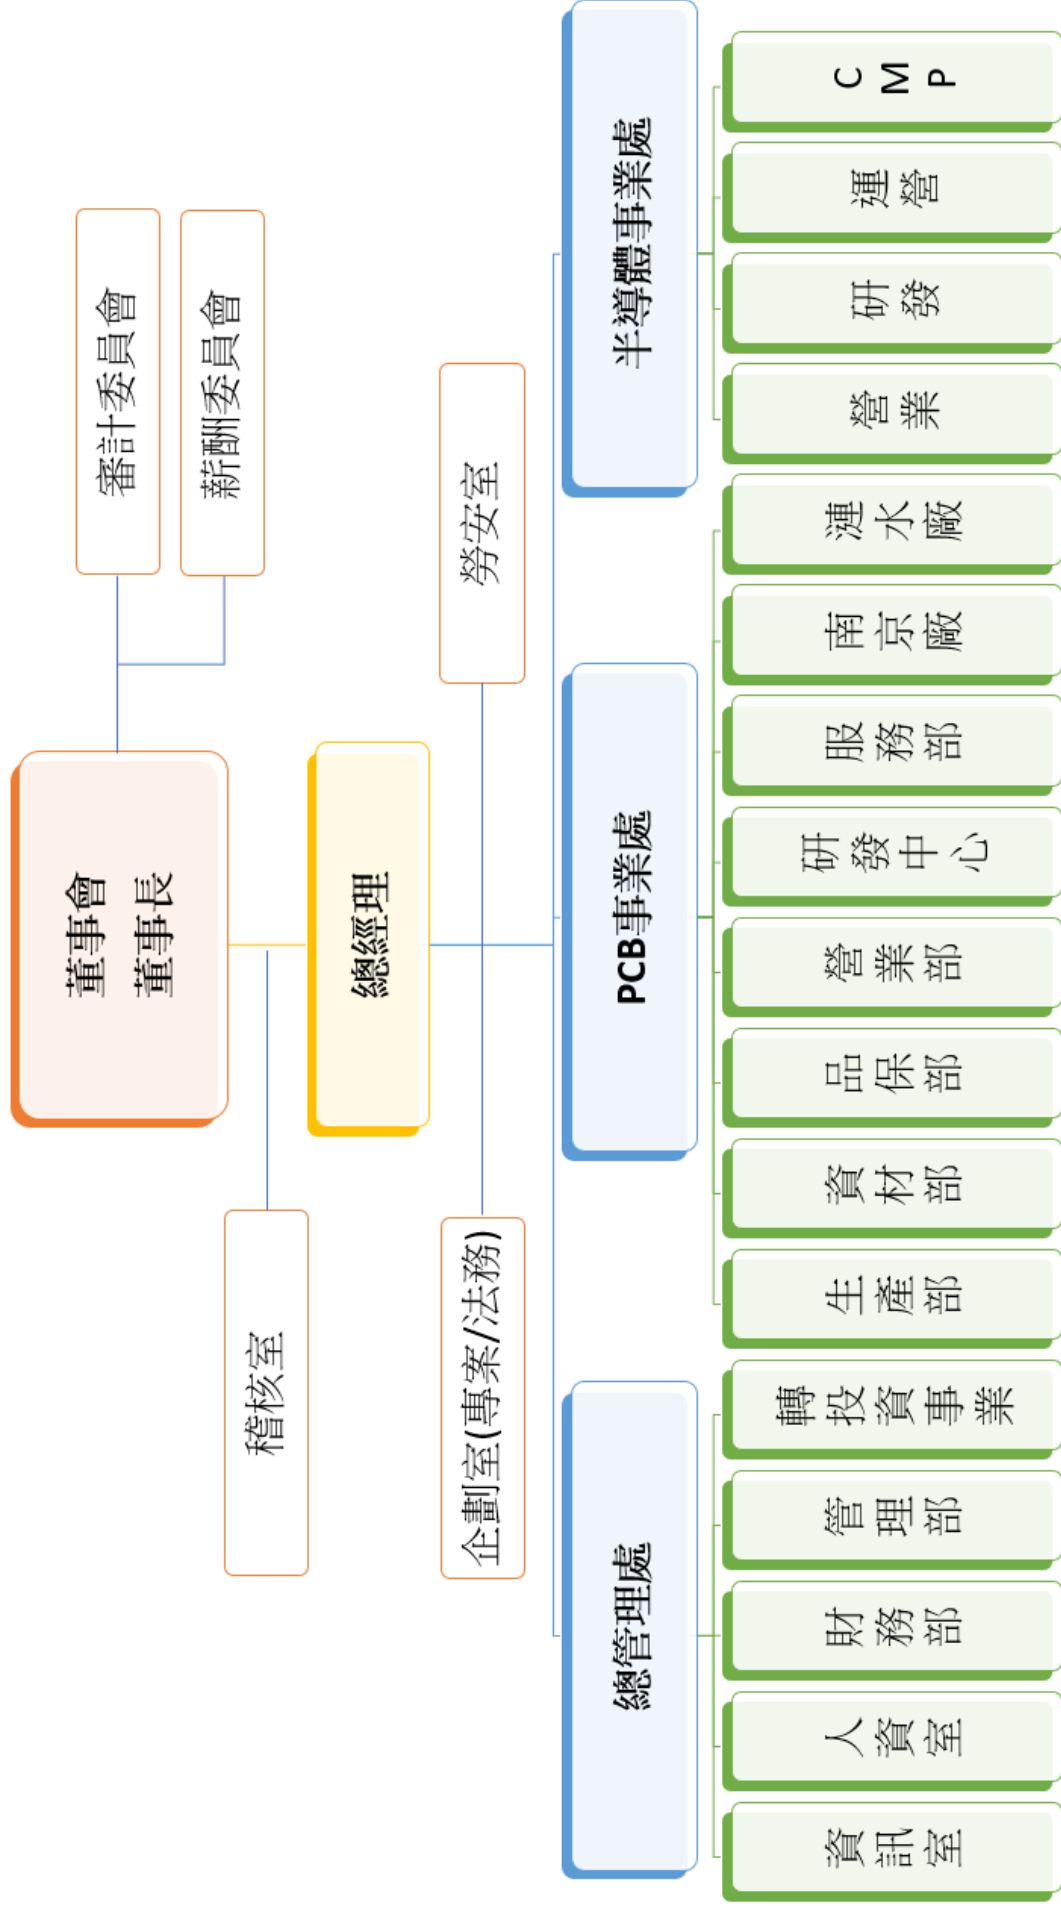 董事會
董事長
審計委員會
薪酬委員會
稽核室
總經理
企劃室(專案/法務)
勞安室
總管理處
PCB事業處
半導體事業處
資訊室
人資室
財務部
管理部
轉投資事業
生產部
資材部
品保部
營業部
研發中心
服務部
南京廠
漣水廠
營業
研發
運營
CMP